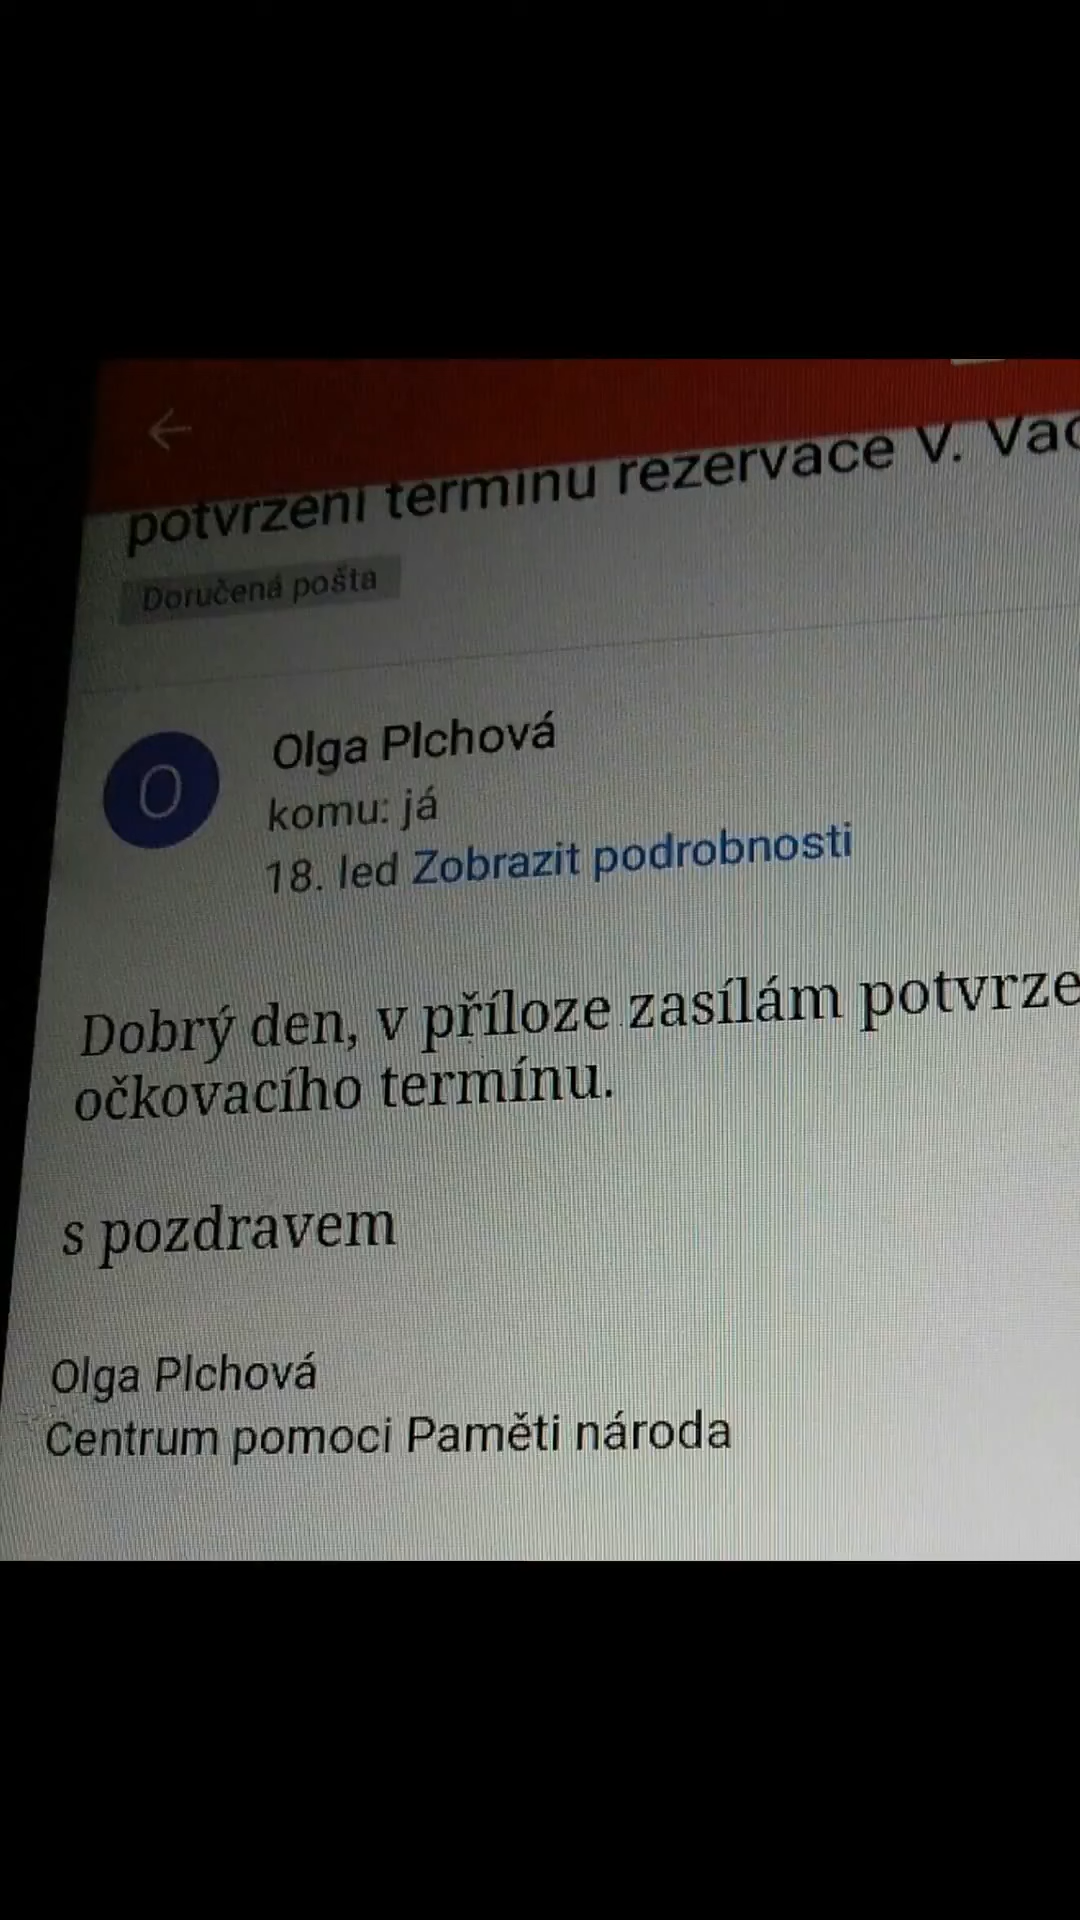 potvrzení termínu rezervace V.
Doručená pošta
O
Olga Plchová
komu: já
18. led Zobrazit podrobnosti
Dobrý den, v příloze zasílám
očkovacího termínu.
s pozdravem
Olga Plchová
Centrum pomoci Paměti národa